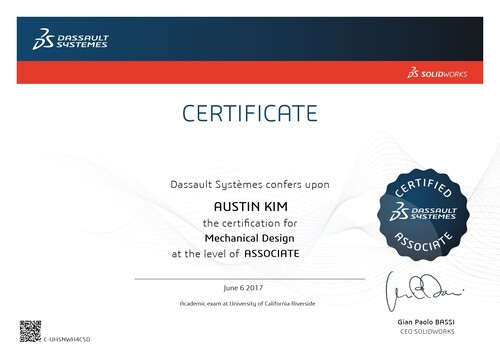 DASSAULT
SYSTEMES
SOLIDWORKS
CERTIFICATE
Dassault Systèmes confers upon
AUSTIN KIM
the certification for
Mechanical Design
at the level of ASSOCIATE
CERTIFIED
DASSAULT
SYSTEMES
ASSOCIATE
June 6 2017
Academic exam at University of California Riverside
Gian Paolo BASSI
CEO SOLIDWORKS
C-UHSNWH4CSD